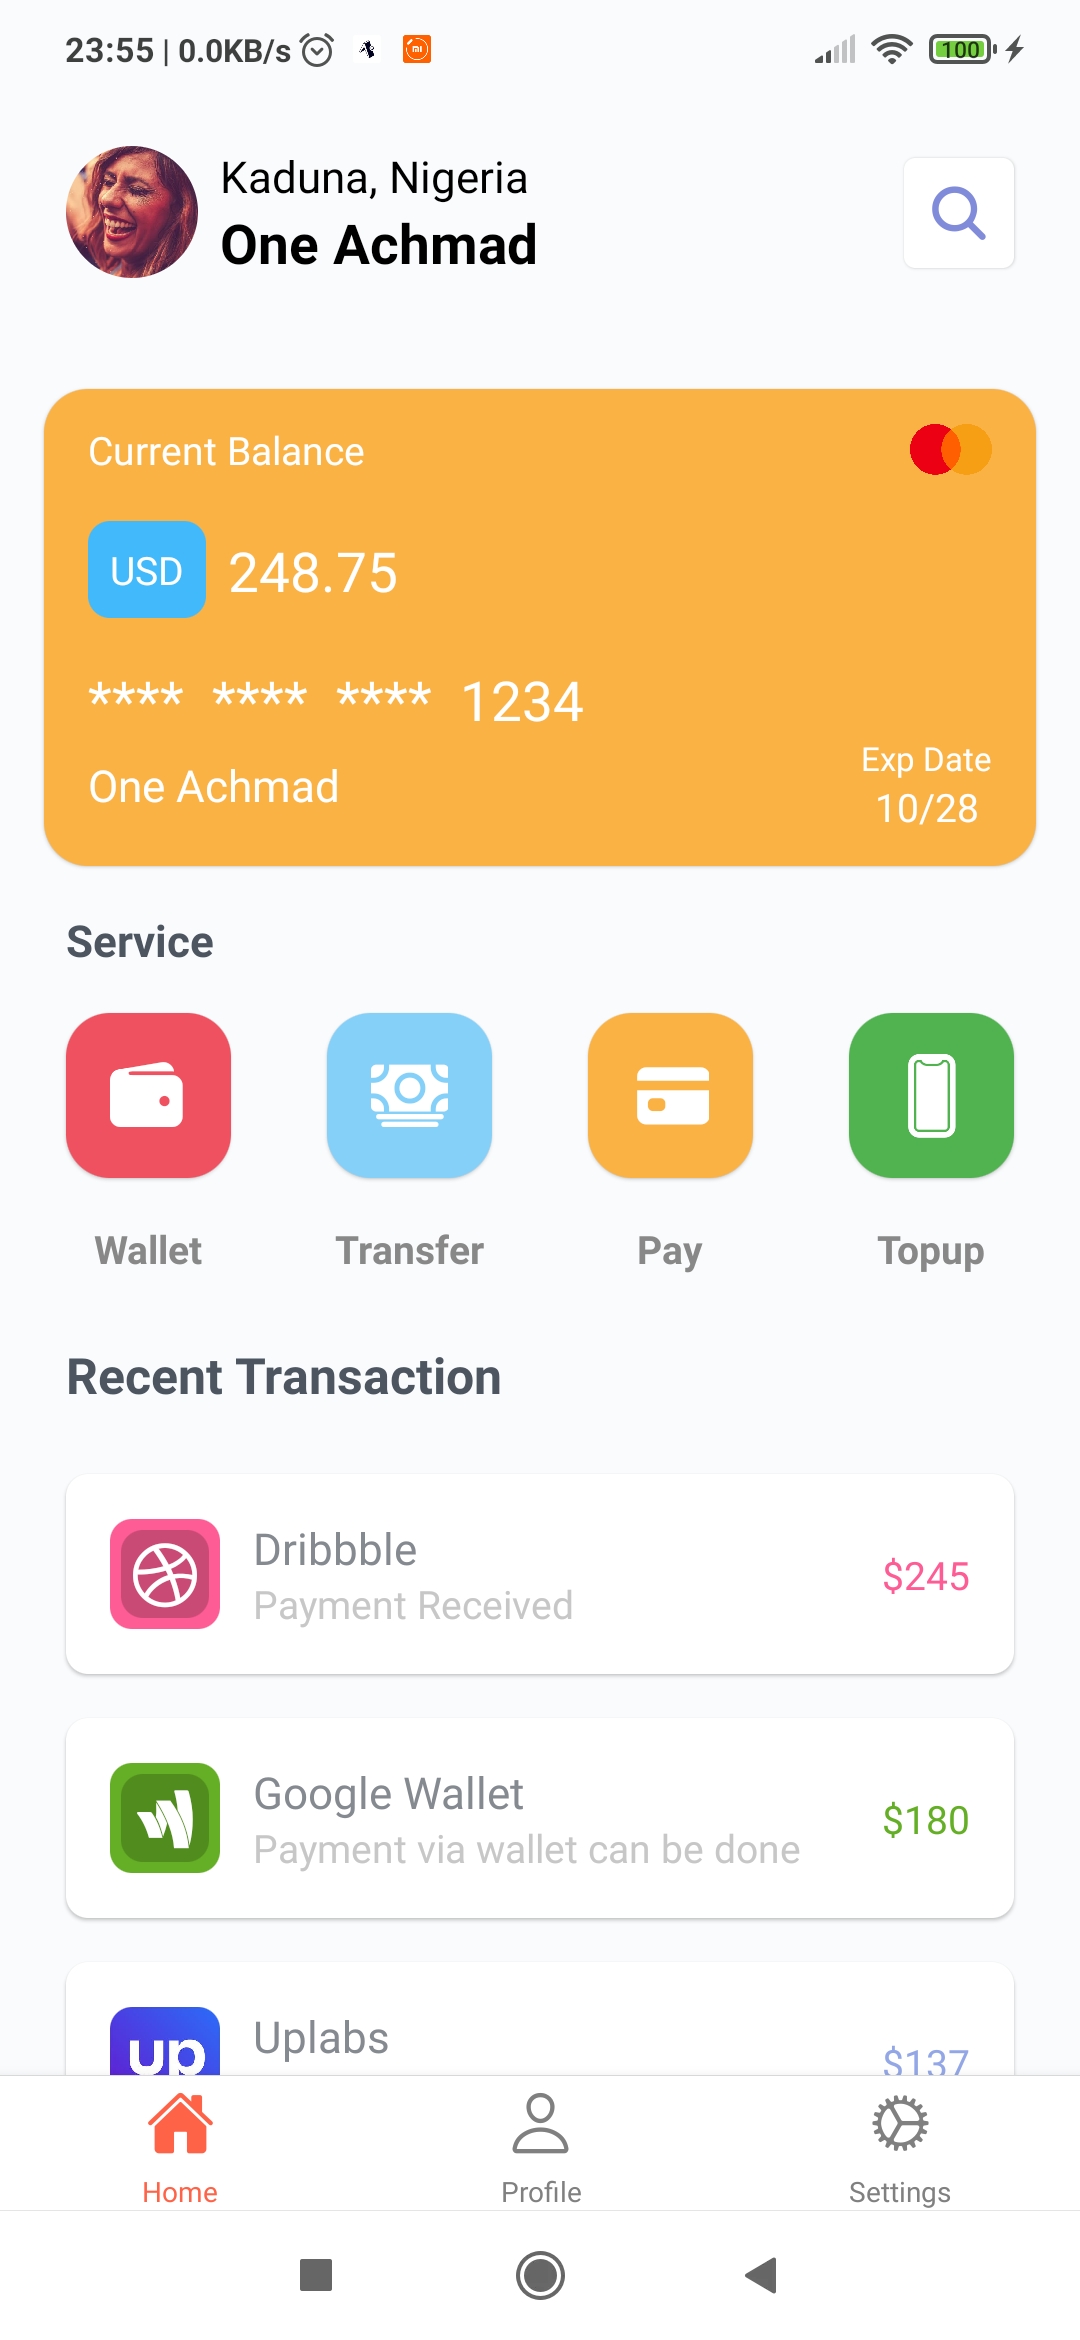 23:55 | 0.0KB/s
100
Kaduna, Nigeria
One Achmad
Current Balance
USD 248.75
**** **** **** 1234
One Achmad
Exp Date
10/28
Service
Wallet Transfer Pay Topup
Recent Transaction
Dribbble
Payment Received
$245
Google Wallet
Payment via wallet can be done
$180
up
Uplabs
$137
Home Profile Settings